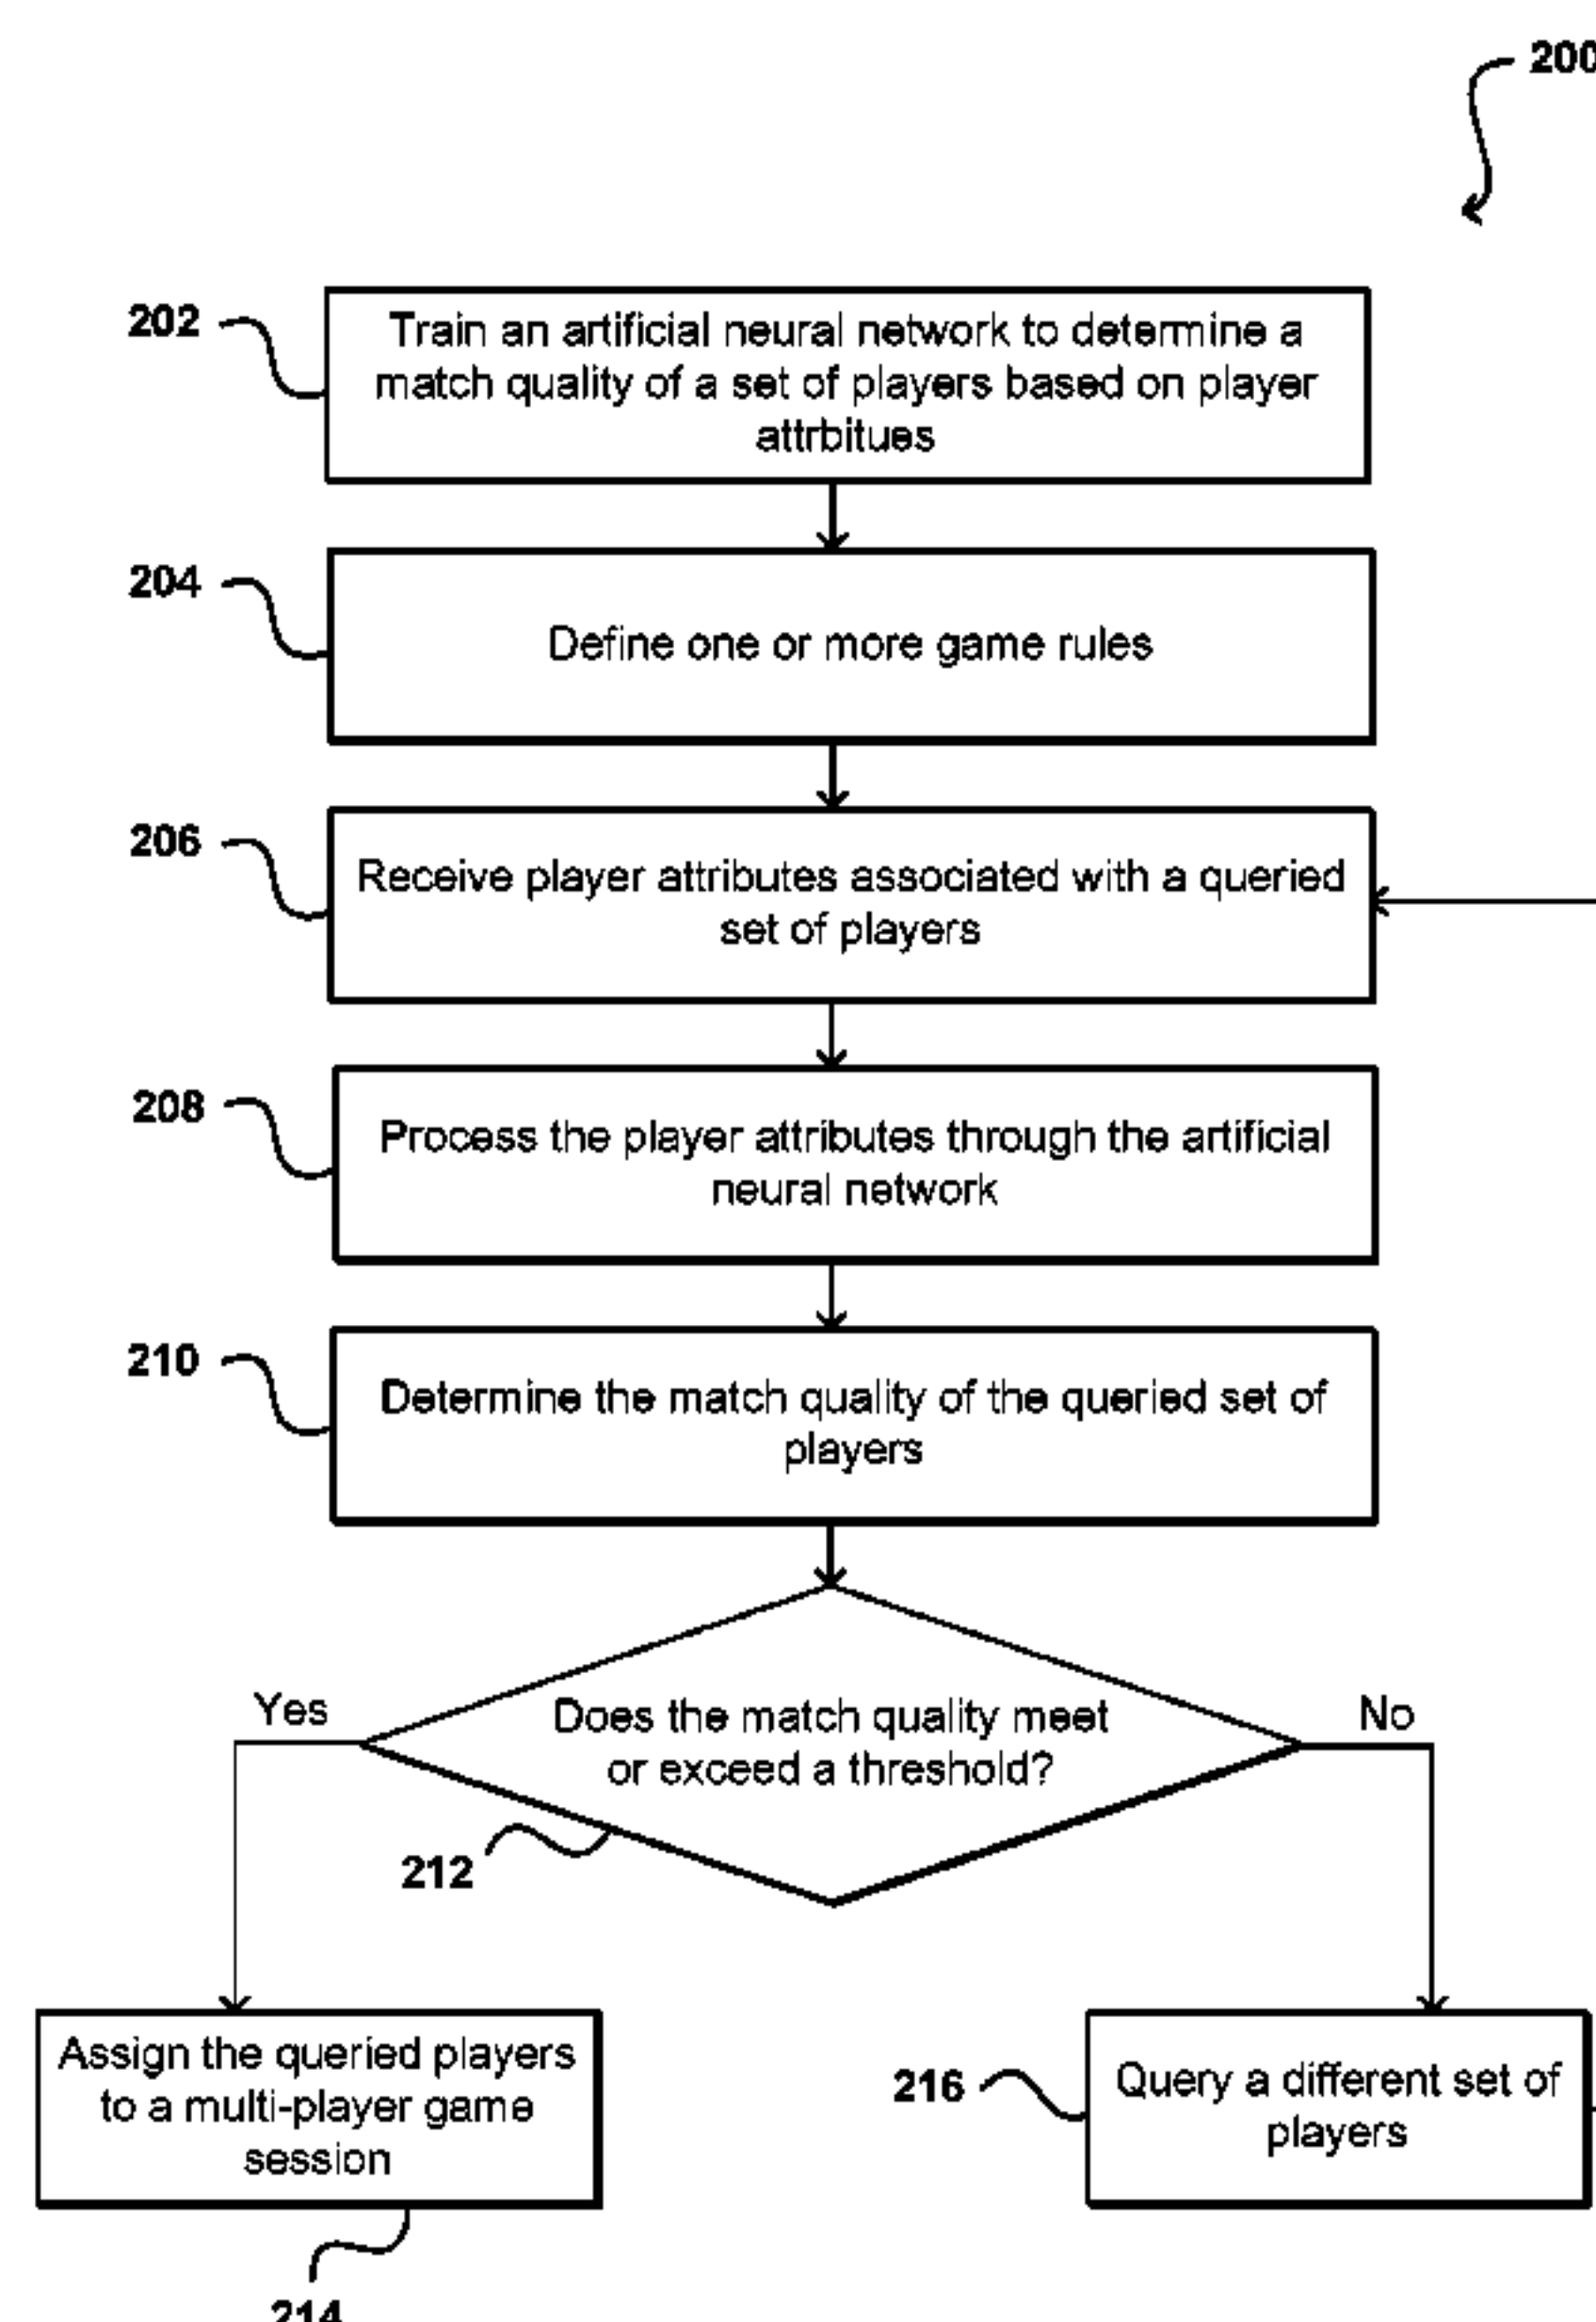 200
202
Train an artificial neural network to determine a
match quality of a set of players based on player
attrbitues
204
Define one or more game rules
206
Receive player attributes associated with a queried
set of players
208
Process the player attributes through the artificial
neural network
210
Determine the match quality of the queried set of
players
Yes
Does the match quality meet
or exceed a threshold?
No
212
Assign the queried players
to a multi-player game
session
216
Query a different set of
players
214